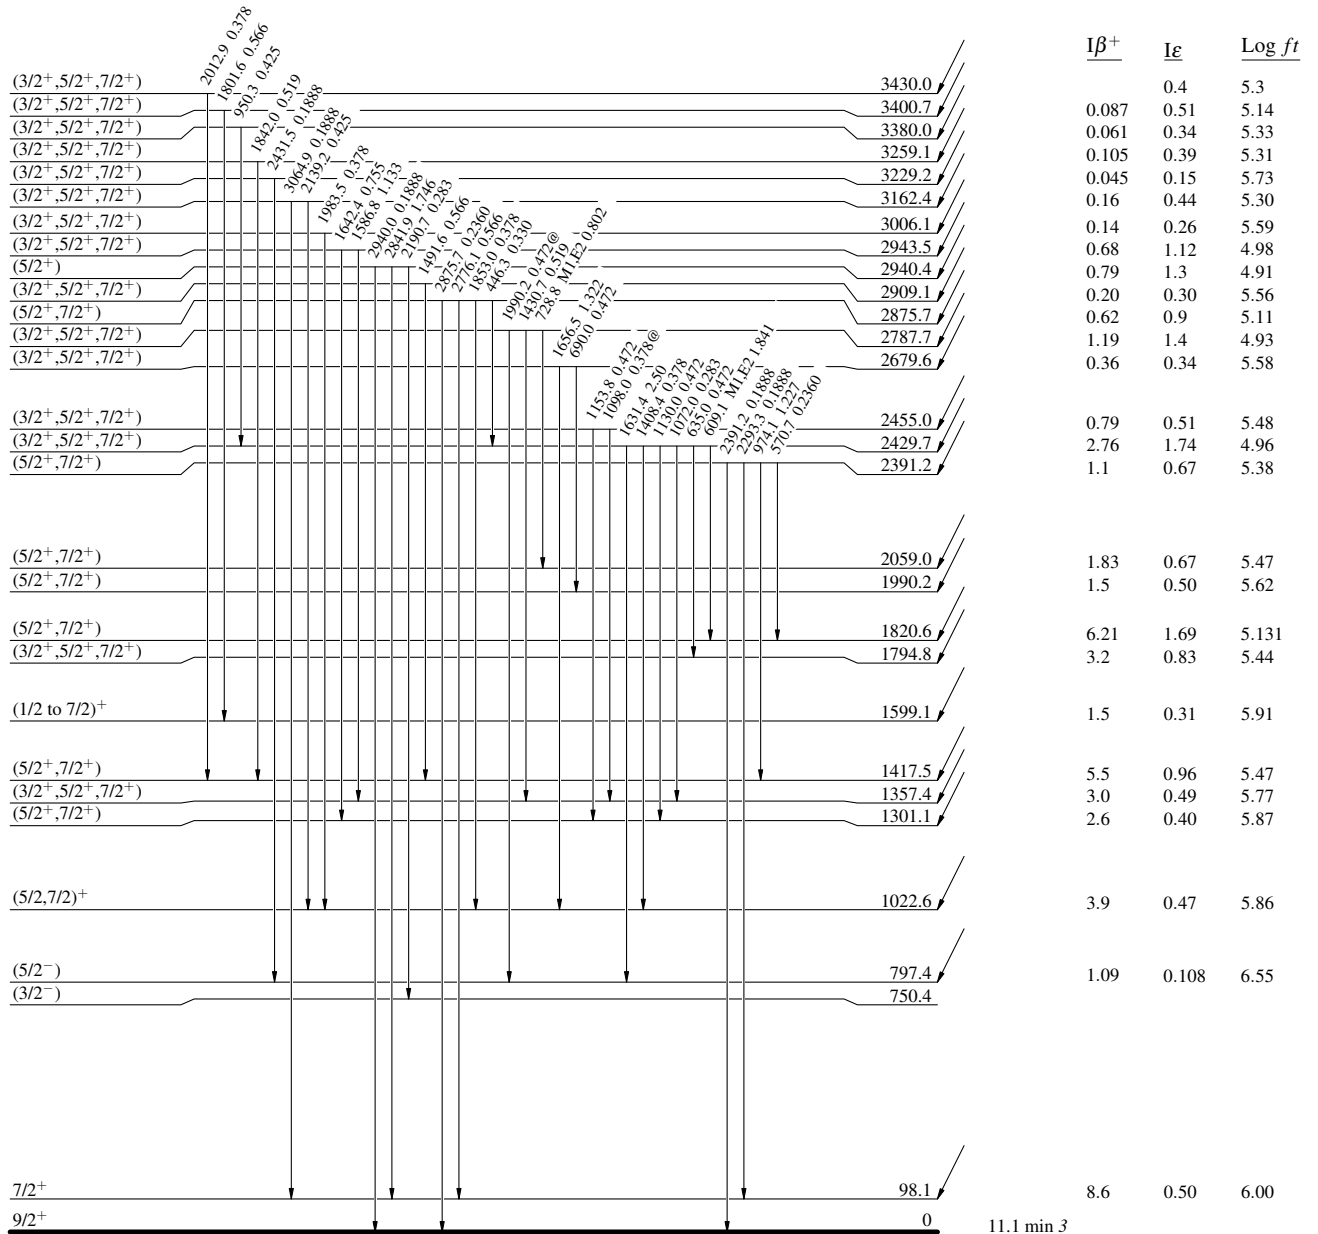 Iβ⁺ Iε Log ft
2012.9 0.378
1801.6 0.566
950.3 0.425
1842.0 0.519
2431.5 0.1888
3064.9 0.1888
2139.2 0.425
1983.5 0.378
1642.4 0.755
1586.8 1.133
2940.0 0.1888
2841.9 1.746
2190.7 0.283
1491.6 0.566
2875.7 0.2360
2776.1 0.566
1853.0 0.378
446.3 0.330
1990.2 0.472@
1430.7 0.519
728.8 M1,E2 0.802
1656.5 1.322
690.0 0.472
1153.8 0.472
1098.0 0.378@
1631.4 2.50
1408.4 0.378
1130.0 0.472
1072.0 0.283
635.0 0.472
609.1 M1,E2 1.841
2391.2 0.1888
2293.3 0.1888
974.1 1.227
570.7 0.2360
(3/2⁺,5/2⁺,7/2⁺) 3430.0 0.4 5.3
(3/2⁺,5/2⁺,7/2⁺) 3400.7 0.087 0.51 5.14
(3/2⁺,5/2⁺,7/2⁺) 3380.0 0.061 0.34 5.33
(3/2⁺,5/2⁺,7/2⁺) 3259.1 0.105 0.39 5.31
(3/2⁺,5/2⁺,7/2⁺) 3229.2 0.045 0.15 5.73
(3/2⁺,5/2⁺,7/2⁺) 3162.4 0.16 0.44 5.30
(3/2⁺,5/2⁺,7/2⁺) 3006.1 0.14 0.26 5.59
(3/2⁺,5/2⁺,7/2⁺) 2943.5 0.68 1.12 4.98
(5/2⁺) 2940.4 0.79 1.3 4.91
(3/2⁺,5/2⁺,7/2⁺) 2909.1 0.20 0.30 5.56
(5/2⁺,7/2⁺) 2875.7 0.62 0.9 5.11
(3/2⁺,5/2⁺,7/2⁺) 2787.7 1.19 1.4 4.93
(3/2⁺,5/2⁺,7/2⁺) 2679.6 0.36 0.34 5.58
(3/2⁺,5/2⁺,7/2⁺) 2455.0 0.79 0.51 5.48
(3/2⁺,5/2⁺,7/2⁺) 2429.7 2.76 1.74 4.96
(5/2⁺,7/2⁺) 2391.2 1.1 0.67 5.38
(5/2⁺,7/2⁺) 2059.0 1.83 0.67 5.47
(5/2⁺,7/2⁺) 1990.2 1.5 0.50 5.62
(5/2⁺,7/2⁺) 1820.6 6.21 1.69 5.131
(3/2⁺,5/2⁺,7/2⁺) 1794.8 3.2 0.83 5.44
(1/2 to 7/2)⁺ 1599.1 1.5 0.31 5.91
(5/2⁺,7/2⁺) 1417.5 5.5 0.96 5.47
(3/2⁺,5/2⁺,7/2⁺) 1357.4 3.0 0.49 5.77
(5/2⁺,7/2⁺) 1301.1 2.6 0.40 5.87
(5/2,7/2)⁺ 1022.6 3.9 0.47 5.86
(5/2⁻) 797.4 1.09 0.108 6.55
(3/2⁻) 750.4
7/2⁺ 98.1 8.6 0.50 6.00
9/2⁺ 0 11.1 min 3